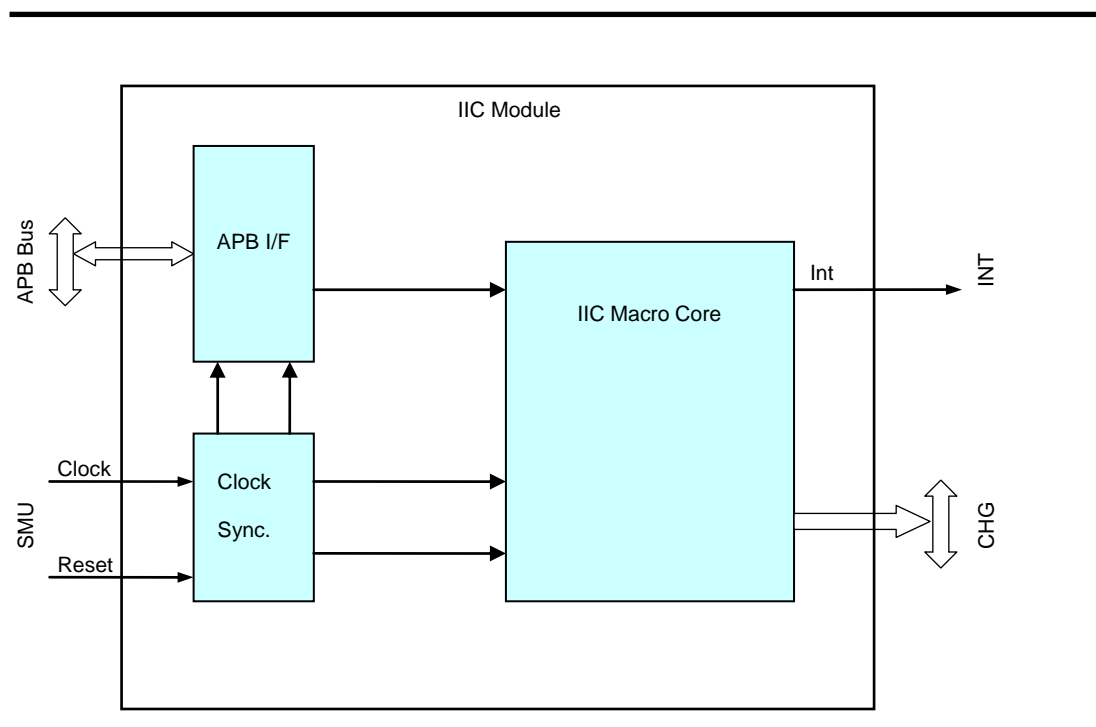 IIC Module
APB Bus
APB I/F
Int
INT
IIC Macro Core
Clock
Clock
Sync.
SMU
Reset
CHG